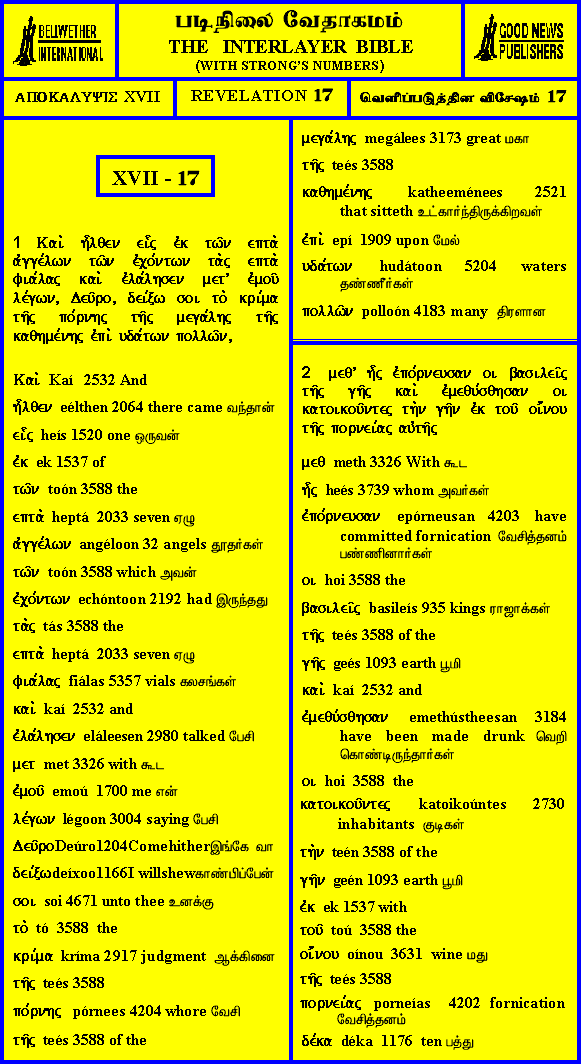 BELLWETHER
INTERNATIONAL
படிநிலை வேதாகமம்
THE INTERLAYER BIBLE
(WITH STRONG'S NUMBERS)
GOOD NEWS
PUBLISHERS
ΑΠΟΚΑΛΥΨΙΣ XVII
REVELATION 17
வெளிப்படுத்தின விசேஷம் 17
XVII - 17
1 Καὶ ἦλθεν εἷς ἐκ τῶν επτὰ
ἀγγέλων τῶν ἐχόντων τὰς επτὰ
φιάλας καὶ ἐλάλησεν μετ' ἐμοῦ
λέγων, Δεῦρο, δείξω σοι τὸ κρίμα
τῆς πόρνης τῆς μεγάλης τῆς
καθημένης ἐπὶ υδάτων πολλῶν,
Καὶ Kaí 2532 And
ἦλθεν eélthen 2064 there came வந்தான்
εἷς heís 1520 one ஒருவன்
ἐκ ek 1537 of
τῶν toón 3588 the
επτὰ heptá 2033 seven ஏழு
ἀγγέλων angéloon 32 angels தூதர்கள்
τῶν toón 3588 which அவன்
ἐχόντων echóntoon 2192 had இருந்தது
τὰς tás 3588 the
επτὰ heptá 2033 seven ஏழு
φιάλας fiálas 5357 vials கலசங்கள்
καὶ kaí 2532 and
ἐλάλησεν eláleesen 2980 talked பேசி
μετ met 3326 with கூட
ἐμοῦ emoú 1700 me என்
λέγων légoon 3004 saying பேசி
ΔεῦροDeúro1204Comehitherஇங்கே வா
δείξωdeíxoo1166I willshewகாண்பிப்பேன்
σοι soi 4671 unto thee உனக்கு
τὸ tó 3588 the
κρίμα kríma 2917 judgment ஆக்கினை
τῆς teés 3588
πόρνης pórnees 4204 whore வேசி
τῆς teés 3588 of the
μεγάλης megálees 3173 great மகா
τῆς teés 3588
καθημένης katheeménees 2521
that sitteth உட்கார்ந்திருக்கிறவள்
ἐπὶ epí 1909 upon மேல்
υδάτων hudátoon 5204 waters
தண்ணீர்கள்
πολλῶν polloón 4183 many திரளான
2 μεθ' ἧς ἐπόρνευσαν οι βασιλεῖς
τῆς γῆς καὶ ἐμεθύσθησαν οι
κατοικοῦντες τὴν γῆν ἐκ τοῦ οἴνου
τῆς πορνείας αὐτῆς
μεθ meth 3326 With கூட
ἧς heés 3739 whom அவர்கள்
ἐπόρνευσαν epórneusan 4203 have
committed fornication வேசித்தனம்
பண்ணினார்கள்
οι hoi 3588 the
βασιλεῖς basileís 935 kings ராஜாக்கள்
τῆς teés 3588 of the
γῆς geés 1093 earth பூமி
καὶ kaí 2532 and
ἐμεθύσθησαν emethústheesan 3184
have been made drunk வெறி
கொண்டிருந்தார்கள்
οι hoi 3588 the
κατοικοῦντες katoikoúntes 2730
inhabitants குடிகள்
τὴν teén 3588 of the
γῆν geén 1093 earth பூமி
ἐκ ek 1537 with
τοῦ toú 3588 the
οἴνου oínou 3631 wine மது
τῆς teés 3588
πορνείας porneías 4202 fornication
வேசித்தனம்
δέκα déka 1176 ten பத்து